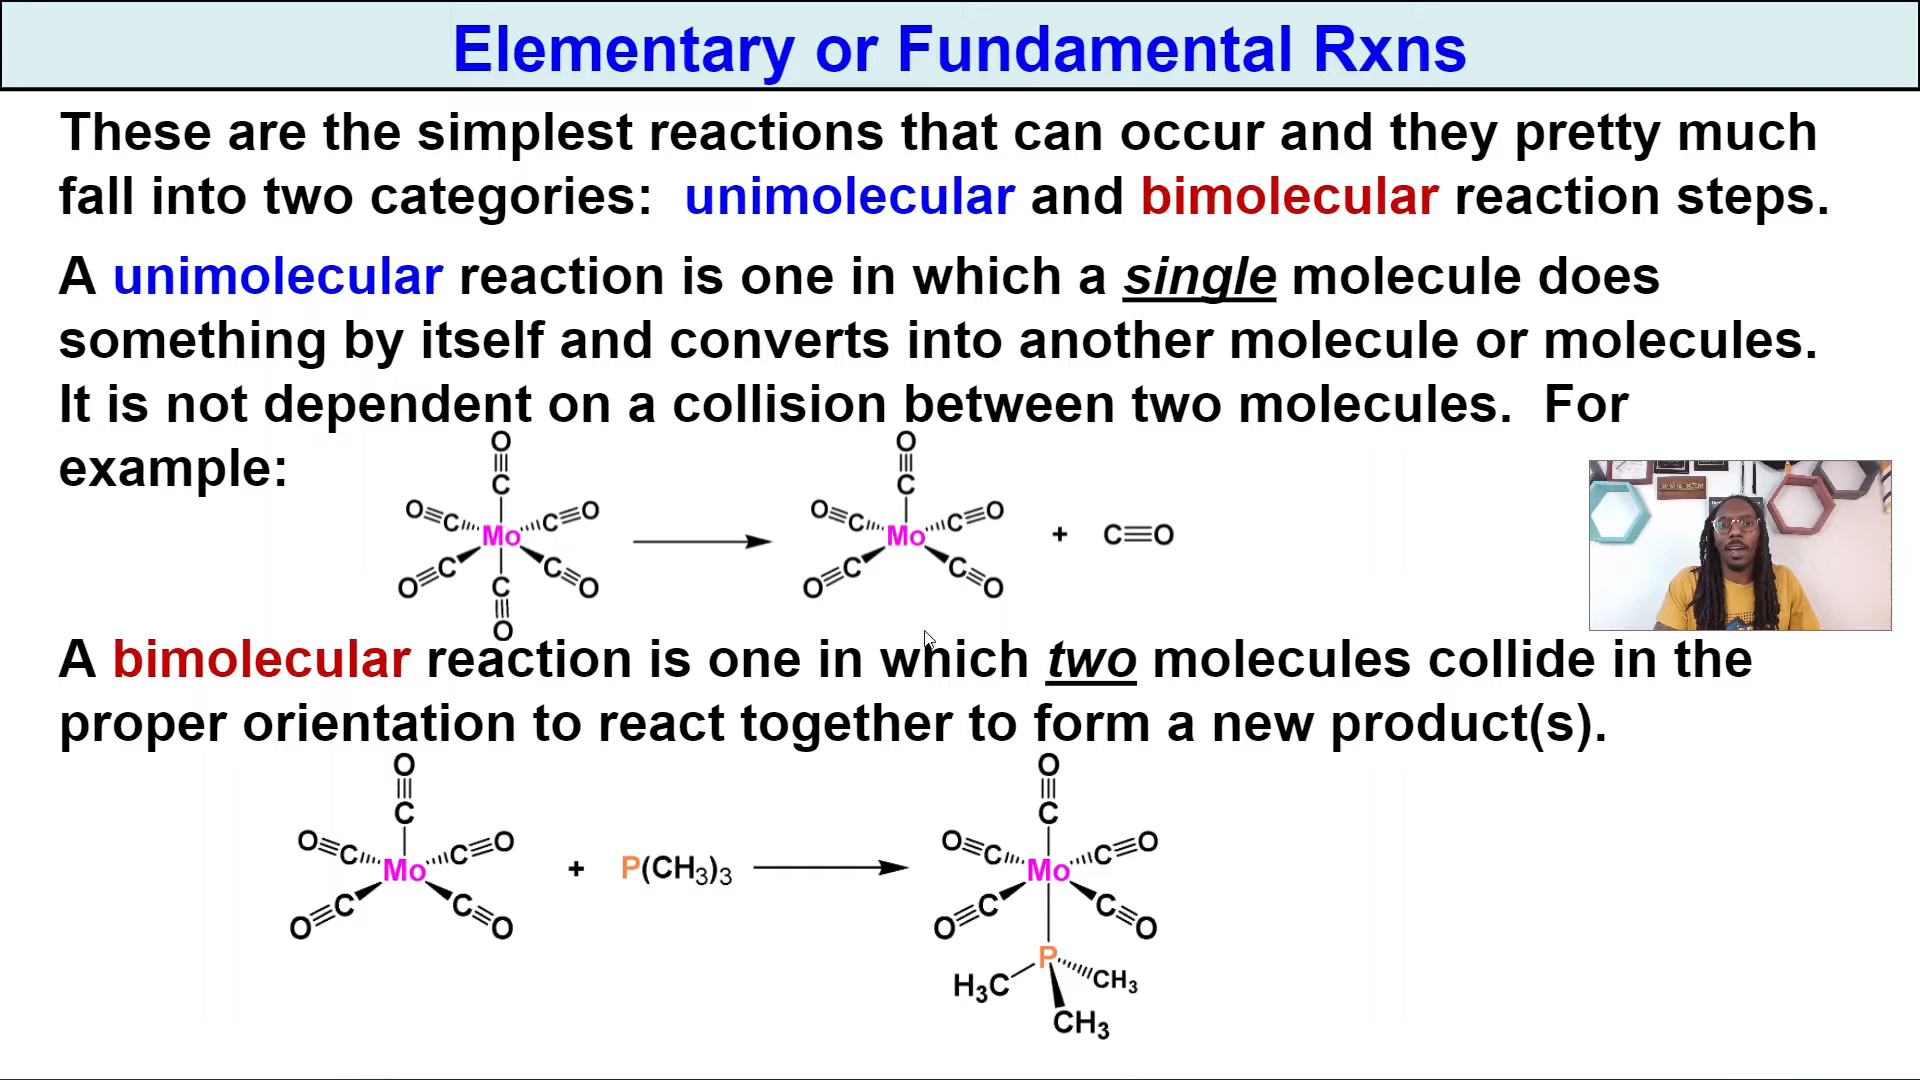 Elementary or Fundamental Rxns
These are the simplest reactions that can occur and they pretty much
fall into two categories: unimolecular and bimolecular reaction steps.
A unimolecular reaction is one in which a single molecule does
something by itself and converts into another molecule or molecules.
It is not dependent on a collision between two molecules. For
example:
O
C
O≡C C≡O
Mo
O≡C C≡O
C
O
O
C
O≡C C≡O
Mo
O≡C C≡O
+ C≡O
A bimolecular reaction is one in which two molecules collide in the
proper orientation to react together to form a new product(s).
O
C
O≡C C≡O
Mo
O≡C C≡O
+ P(CH₃)₃
O
C
O≡C C≡O
Mo
O≡C C≡O
P
H₃C CH₃
CH₃